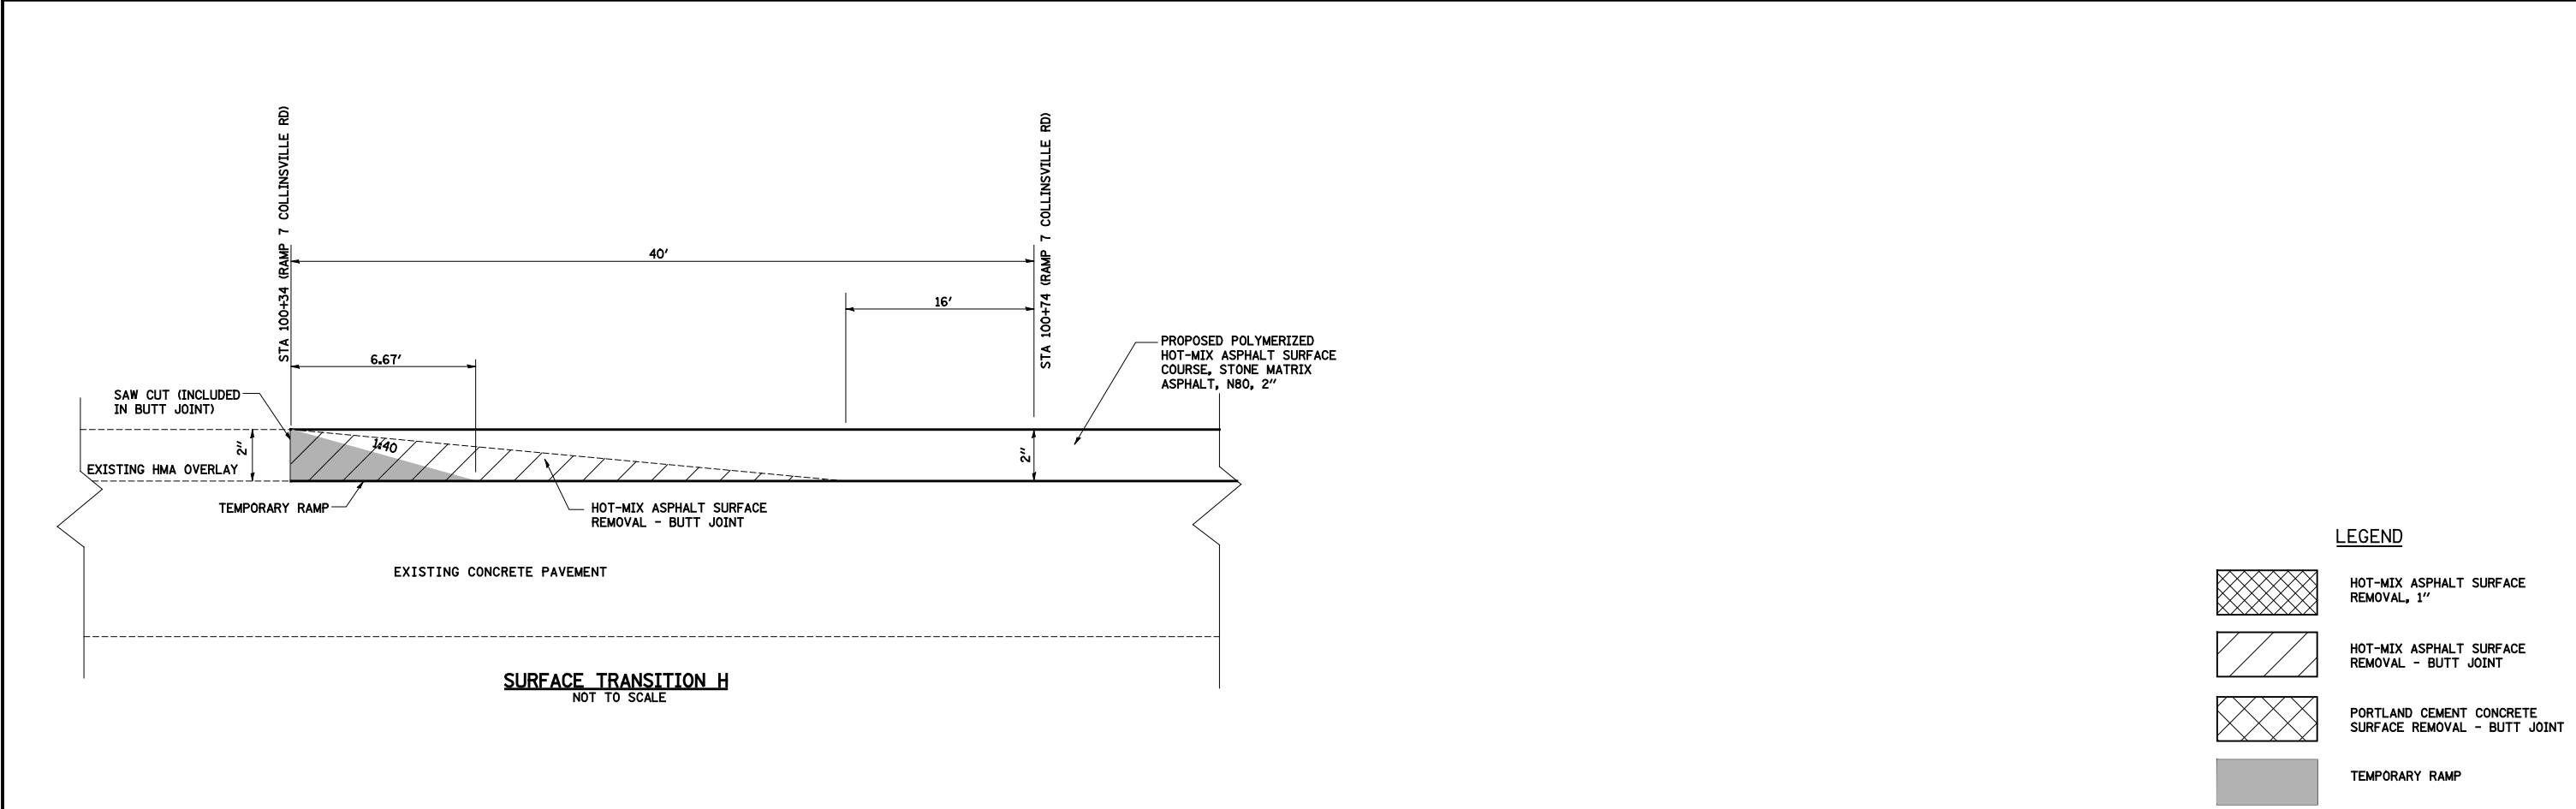 STA 100+34 (RAMP 7 COLLINSVILLE RD)
STA 100+74 (RAMP 7 COLLINSVILLE RD)
40'
16'
6.67'
PROPOSED POLYMERIZED
HOT-MIX ASPHALT SURFACE
COURSE, STONE MATRIX
ASPHALT, N80, 2"
SAW CUT (INCLUDED
IN BUTT JOINT)
2"
1:40
2"
EXISTING HMA OVERLAY
TEMPORARY RAMP
HOT-MIX ASPHALT SURFACE
REMOVAL - BUTT JOINT
EXISTING CONCRETE PAVEMENT
SURFACE TRANSITION H
NOT TO SCALE
LEGEND
HOT-MIX ASPHALT SURFACE
REMOVAL, 1"
HOT-MIX ASPHALT SURFACE
REMOVAL - BUTT JOINT
PORTLAND CEMENT CONCRETE
SURFACE REMOVAL - BUTT JOINT
TEMPORARY RAMP